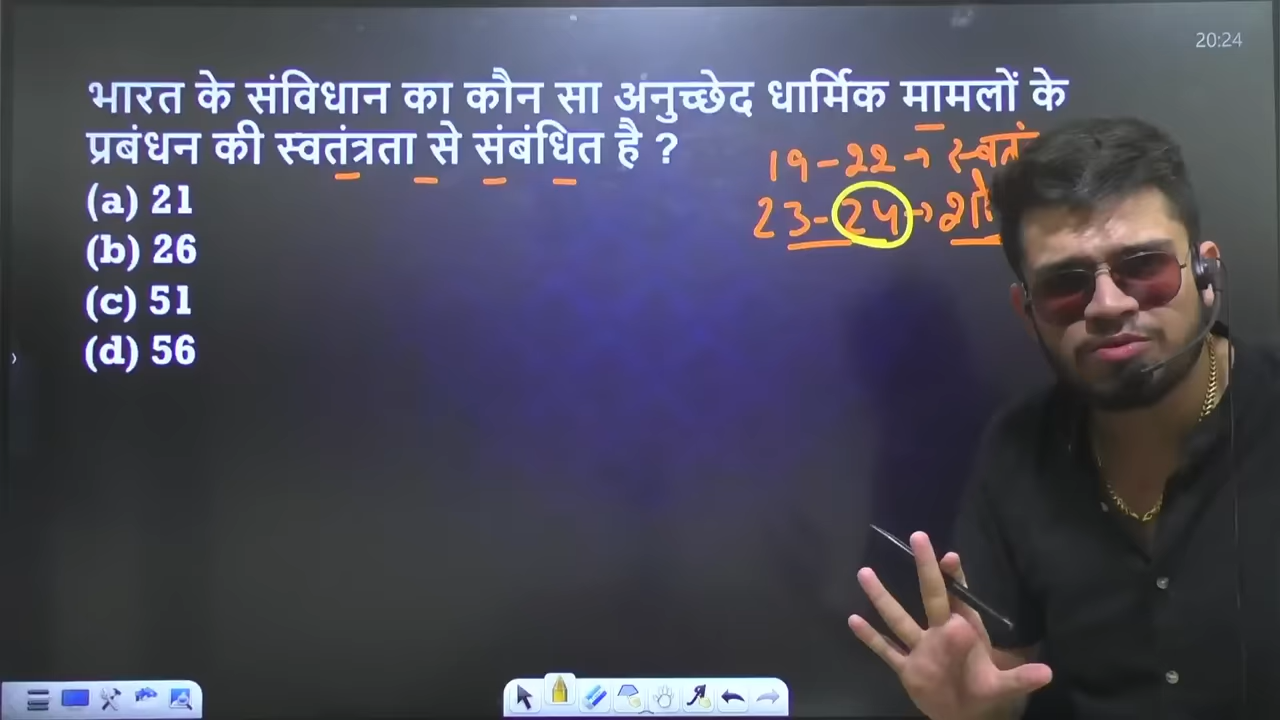 20:24
भारत के संविधान का कौन सा अनुच्छेद धार्मिक मामलों के
प्रबंधन की स्वतंत्रता से संबंधित है ?
19-22→
23-24→
(a) 21
(b) 26
(c) 51
(d) 56